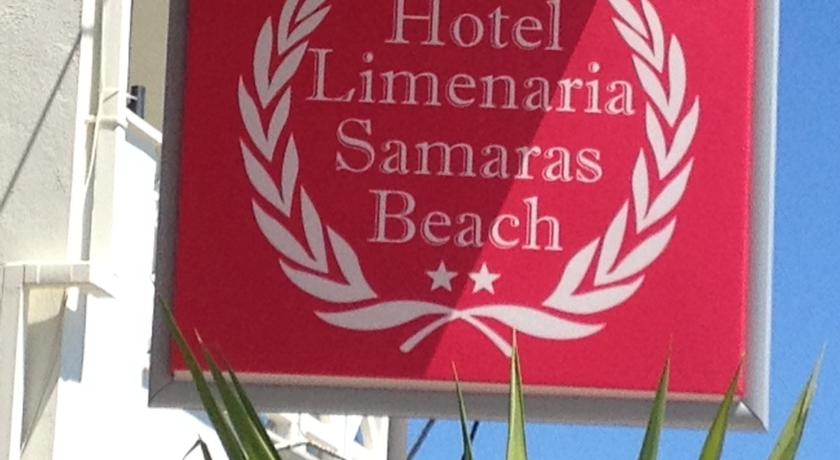 Hotel
Limenaria
Samaras
Beach